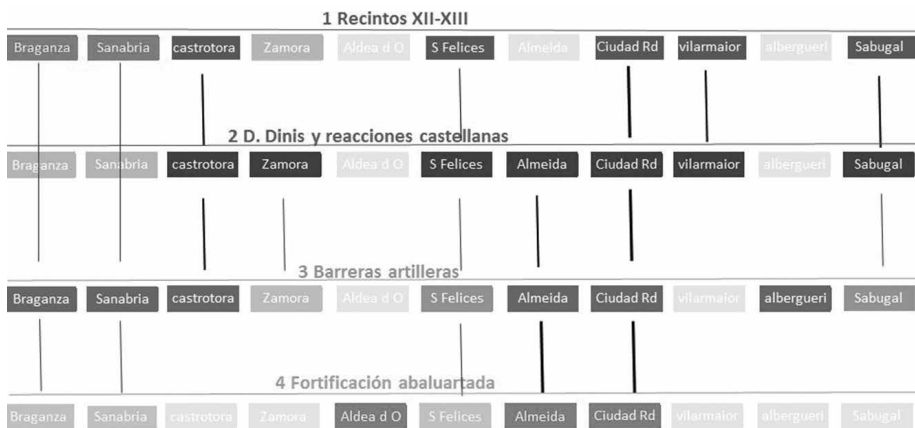 1 Recintos XII-XIII
Braganza Sanabria castrotora Zamora Aldea d O S Felices Almeida Ciudad Rd vilarmaior albergueri Sabugal
2 D. Dinis y reacciones castellanas
Braganza Sanabria castrotora Zamora Aldea d O S Felices Almeida Ciudad Rd vilarmaior albergueri Sabugal
3 Barreras artilleras
Braganza Sanabria castrotora Zamora Aldea d O S Felices Almeida Ciudad Rd vilarmaior albergueri Sabugal
4 Fortificación abaluartada
Braganza Sanabria castrotora Zamora Aldea d O S Felices Almeida Ciudad Rd vilarmaior albergueri Sabugal